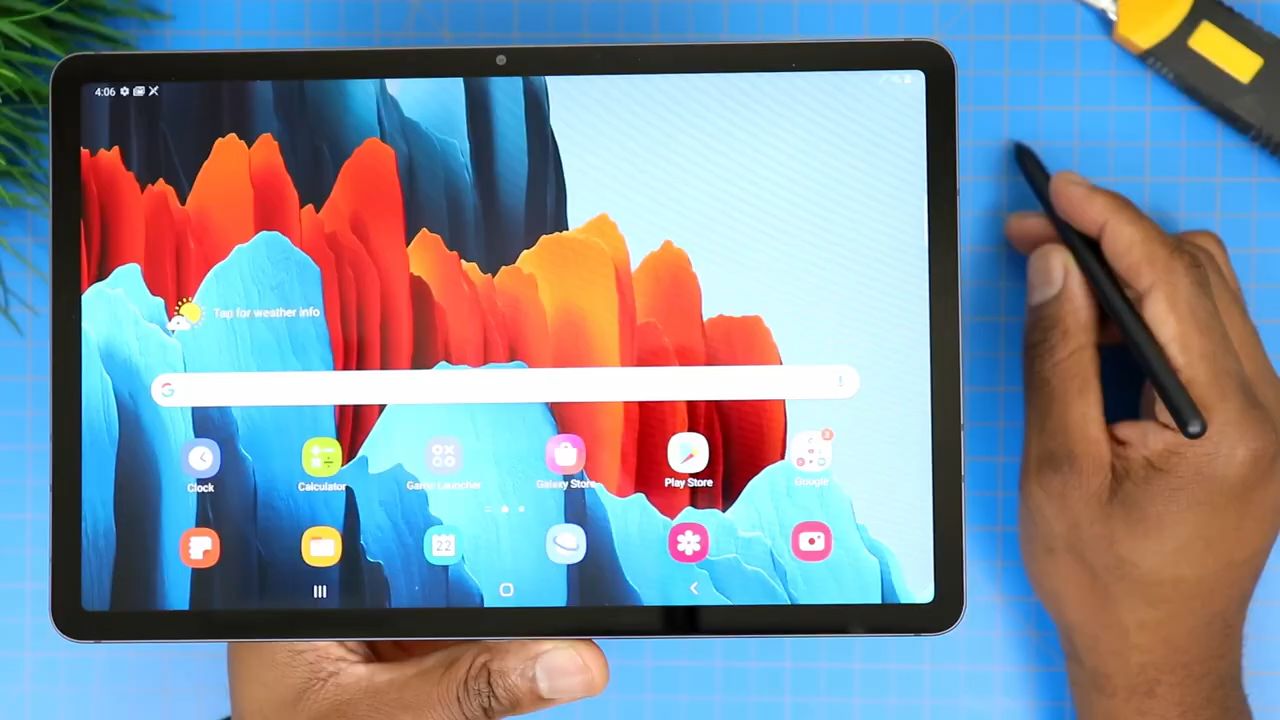 4:06
Tap for weather info
G
Clock
Calculator
Game Launcher
Galaxy Store
Play Store
Google
22